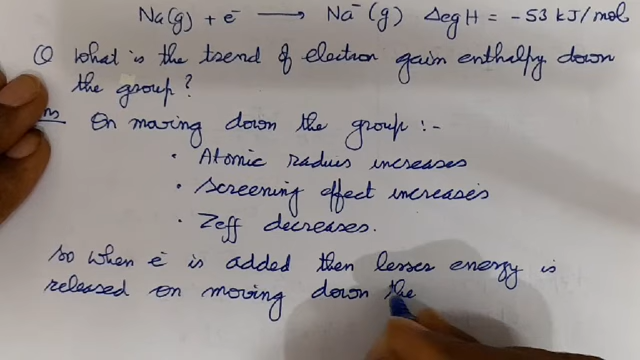 Na(g) + e⁻ ⟶ Na⁻(g) ΔegH = -53 kJ/mol
Q What is the trend of electron gain enthalpy down
the group?
On moving down the group :-
• Atomic radius increases
• Screening effect increases
• Zeff decreases.
So when e⁻ is added then lesser energy is
released on moving down the